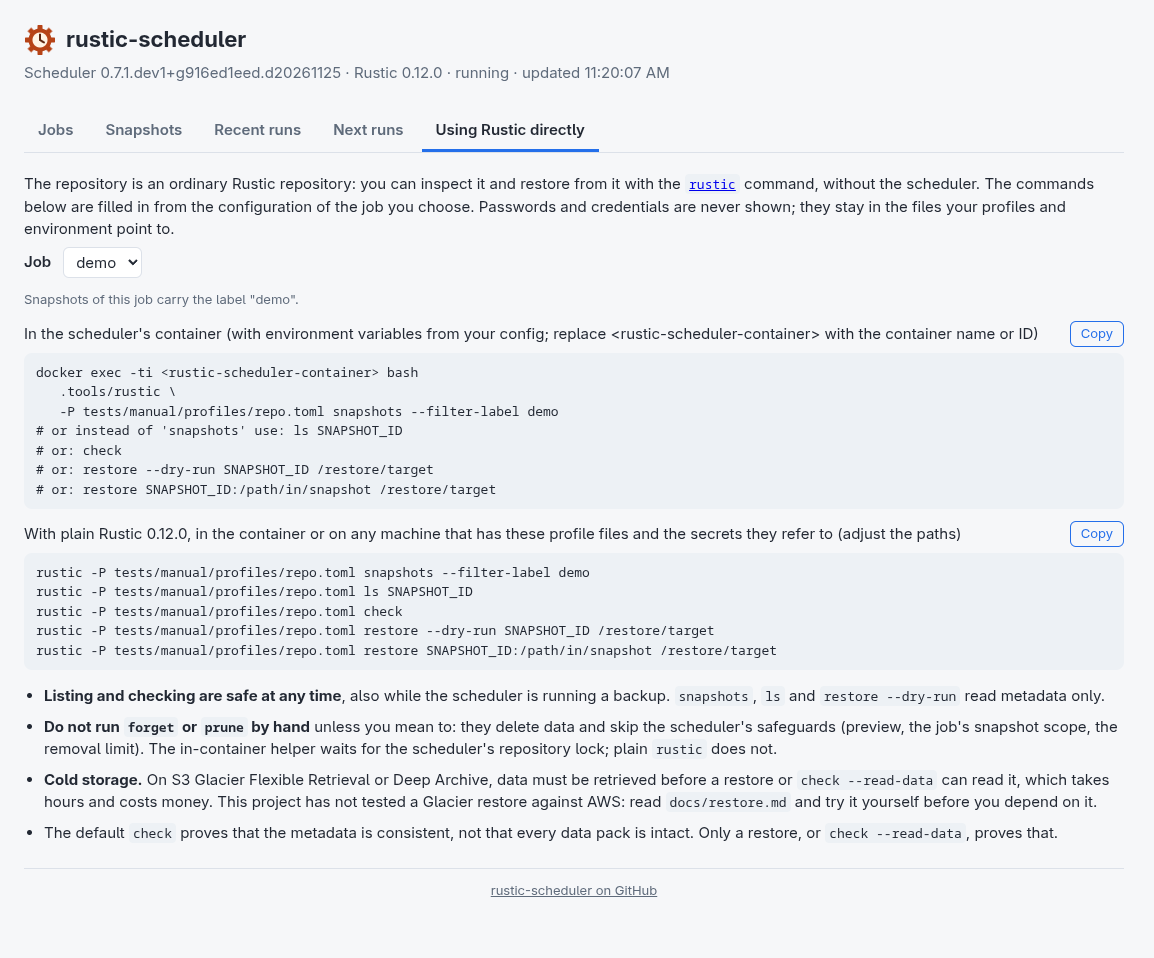 rustic-scheduler
Scheduler 0.7.1.dev1+g916ed1eed.d20261125 · Rustic 0.12.0 · running · updated 11:20:07 AM
Jobs Snapshots Recent runs Next runs Using Rustic directly
The repository is an ordinary Rustic repository: you can inspect it and restore from it with the rustic command, without the scheduler. The commands
below are filled in from the configuration of the job you choose. Passwords and credentials are never shown; they stay in the files your profiles and
environment point to.
Job demo
Snapshots of this job carry the label "demo".
In the scheduler's container (with environment variables from your config; replace <rustic-scheduler-container> with the container name or ID) Copy
docker exec -ti <rustic-scheduler-container> bash
.tools/rustic \
-P tests/manual/profiles/repo.toml snapshots --filter-label demo
# or instead of 'snapshots' use: ls SNAPSHOT_ID
# or: check
# or: restore --dry-run SNAPSHOT_ID /restore/target
# or: restore SNAPSHOT_ID:/path/in/snapshot /restore/target
With plain Rustic 0.12.0, in the container or on any machine that has these profile files and the secrets they refer to (adjust the paths) Copy
rustic -P tests/manual/profiles/repo.toml snapshots --filter-label demo
rustic -P tests/manual/profiles/repo.toml ls SNAPSHOT_ID
rustic -P tests/manual/profiles/repo.toml check
rustic -P tests/manual/profiles/repo.toml restore --dry-run SNAPSHOT_ID /restore/target
rustic -P tests/manual/profiles/repo.toml restore SNAPSHOT_ID:/path/in/snapshot /restore/target
• Listing and checking are safe at any time, also while the scheduler is running a backup. snapshots, ls and restore --dry-run read metadata only.
• Do not run forget or prune by hand unless you mean to: they delete data and skip the scheduler's safeguards (preview, the job's snapshot scope, the
removal limit). The in-container helper waits for the scheduler's repository lock; plain rustic does not.
• Cold storage. On S3 Glacier Flexible Retrieval or Deep Archive, data must be retrieved before a restore or check --read-data can read it, which takes
hours and costs money. This project has not tested a Glacier restore against AWS: read docs/restore.md and try it yourself before you depend on it.
• The default check proves that the metadata is consistent, not that every data pack is intact. Only a restore, or check --read-data, proves that.
rustic-scheduler on GitHub